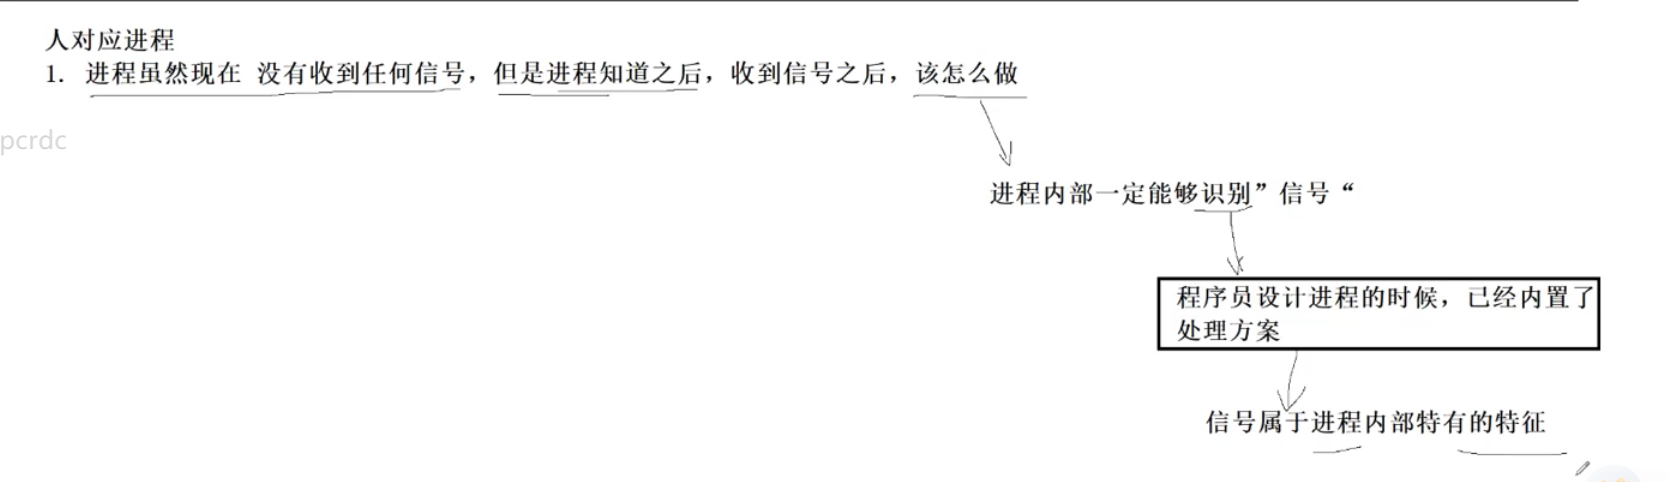 人对应进程
1. 进程虽然现在 没有收到任何信号，但是进程知道之后，收到信号之后，该怎么做
pcrdc
进程内部一定能够识别”信号“
程序员设计进程的时候，已经内置了
处理方案
信号属于进程内部特有的特征